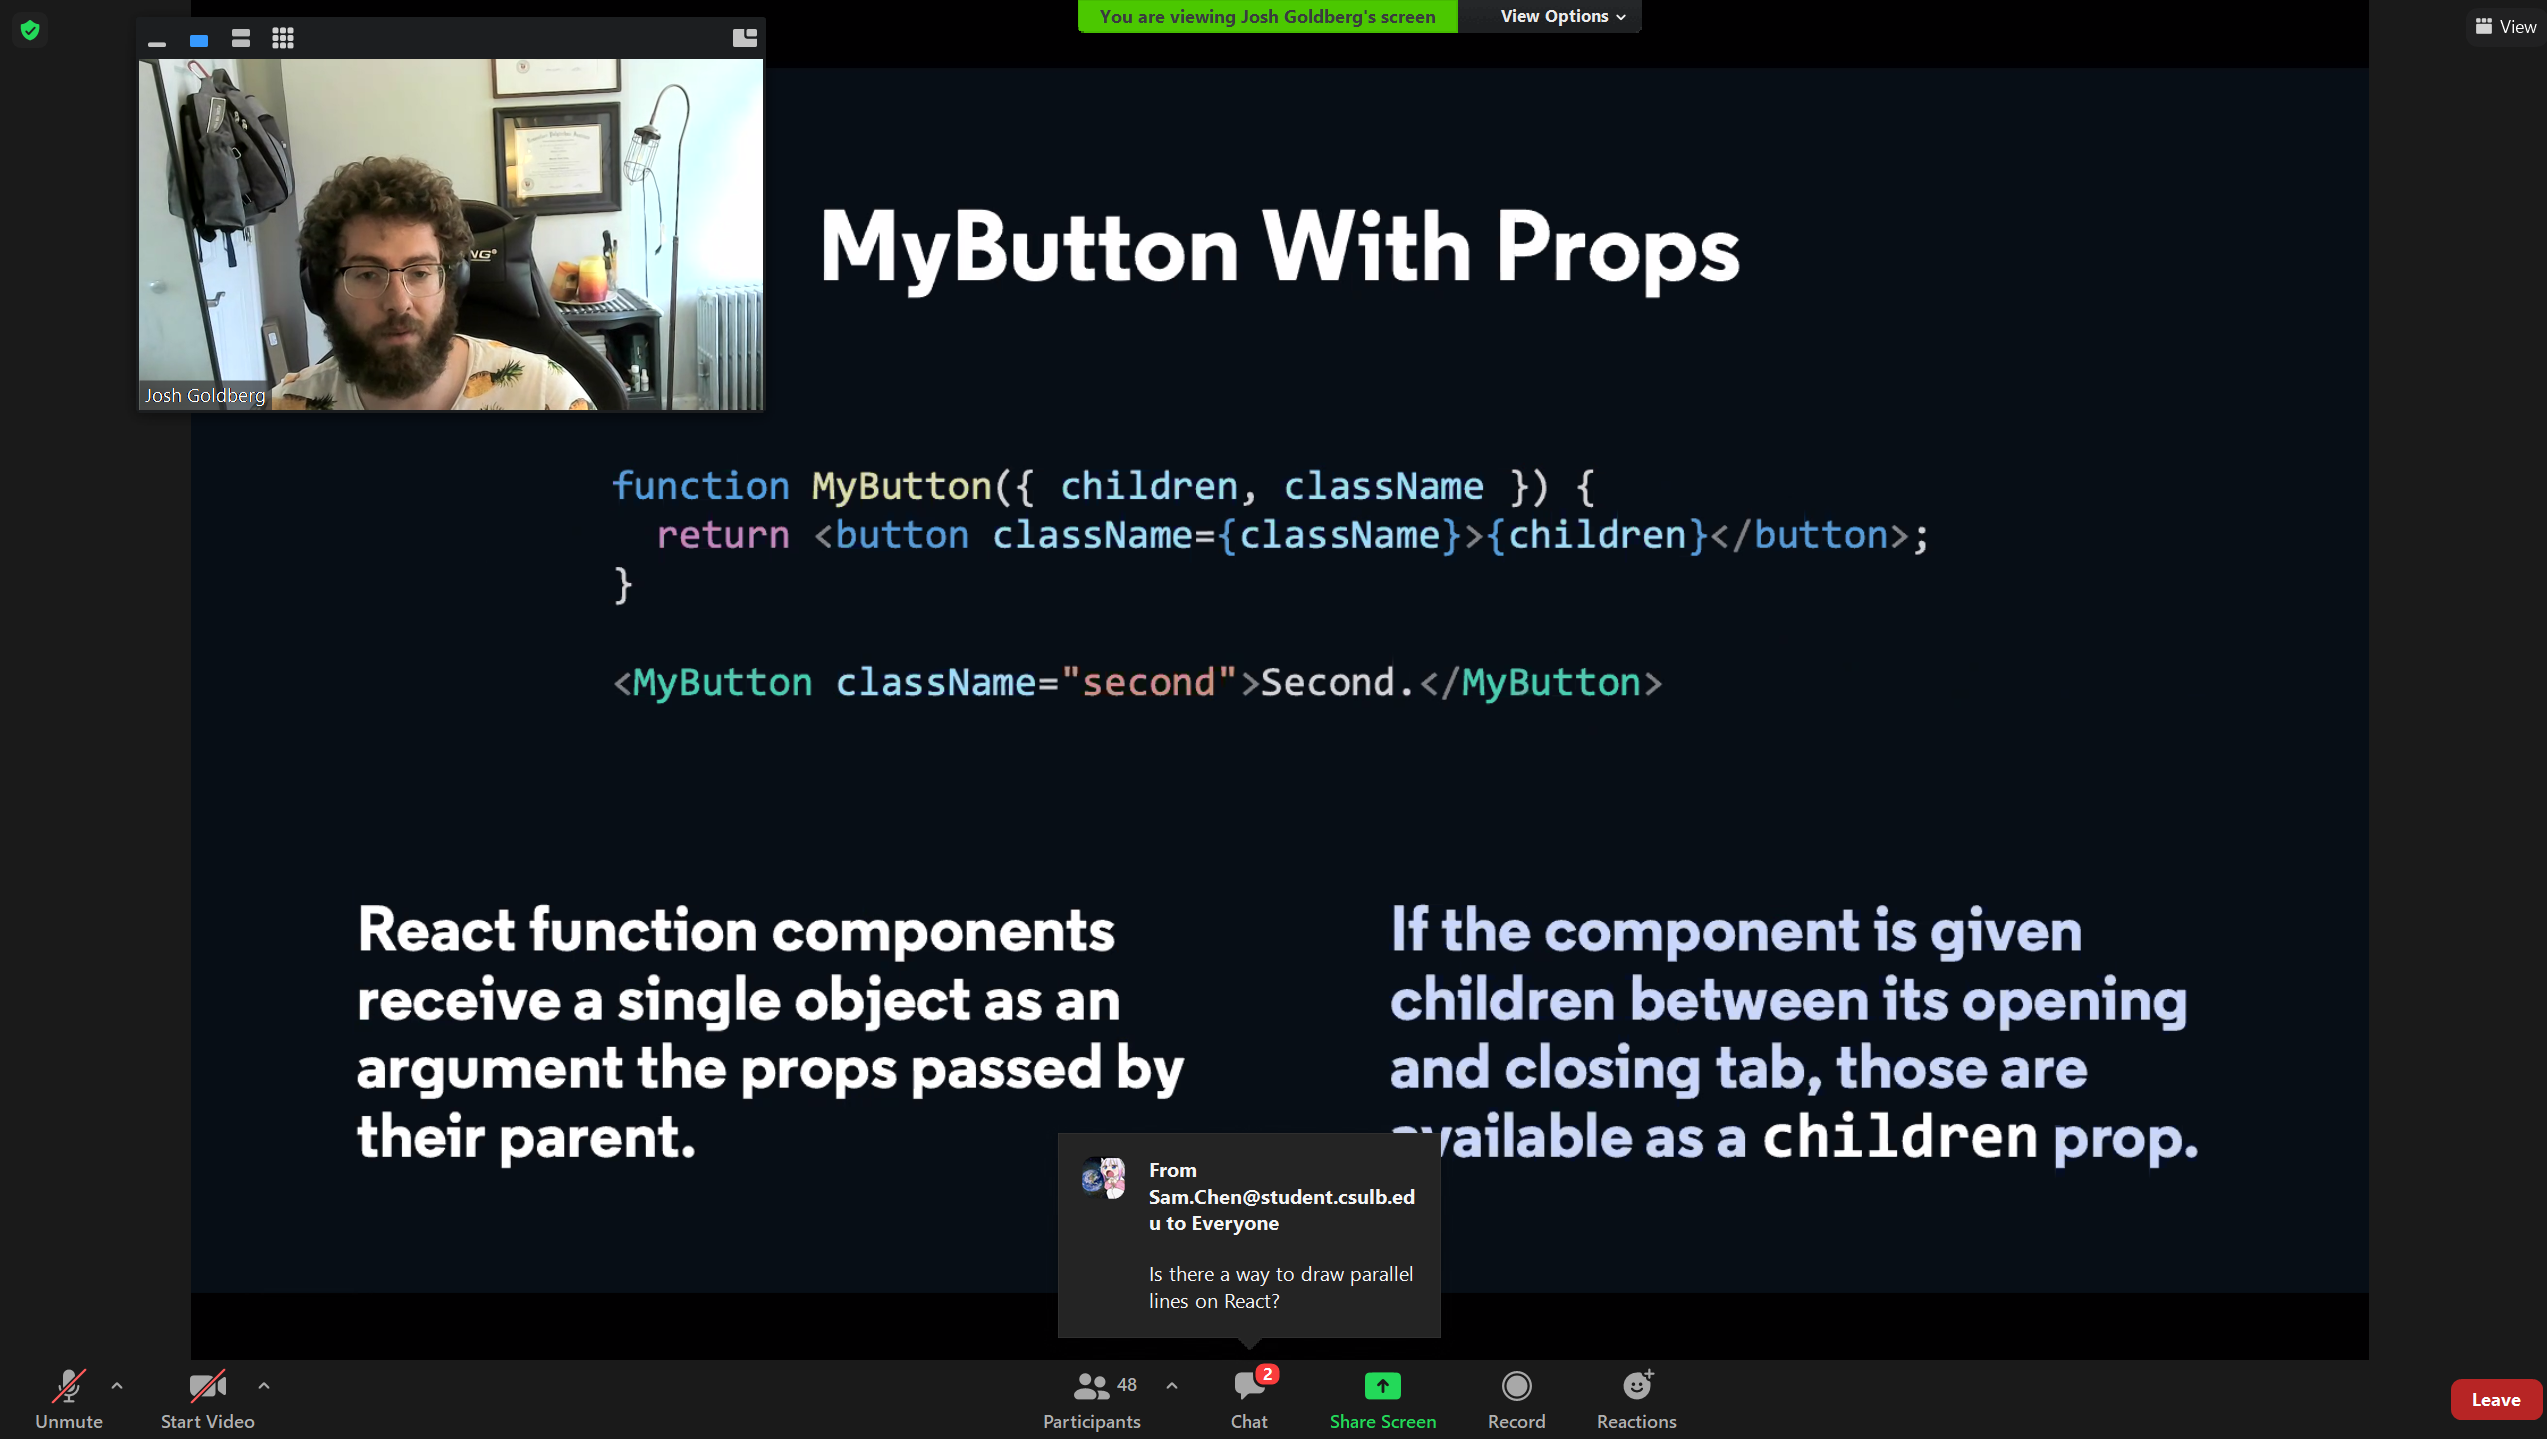 You are viewing Josh Goldberg's screen
View Options
View
NG
Josh Goldberg
MyButton With Props
function MyButton({ children, className }) {
return <button className={className}>{children}</button>;
}
<MyButton className="second">Second.</MyButton>
React function components
receive a single object as an
argument the props passed by
their parent.
If the component is given
children between its opening
and closing tab, those are
available as a children prop.
From
Sam.Chen@student.csulb.ed
u to Everyone
Is there a way to draw parallel
lines on React?
Unmute
Start Video
48
Participants
2
Chat
Share Screen
Record
Reactions
Leave